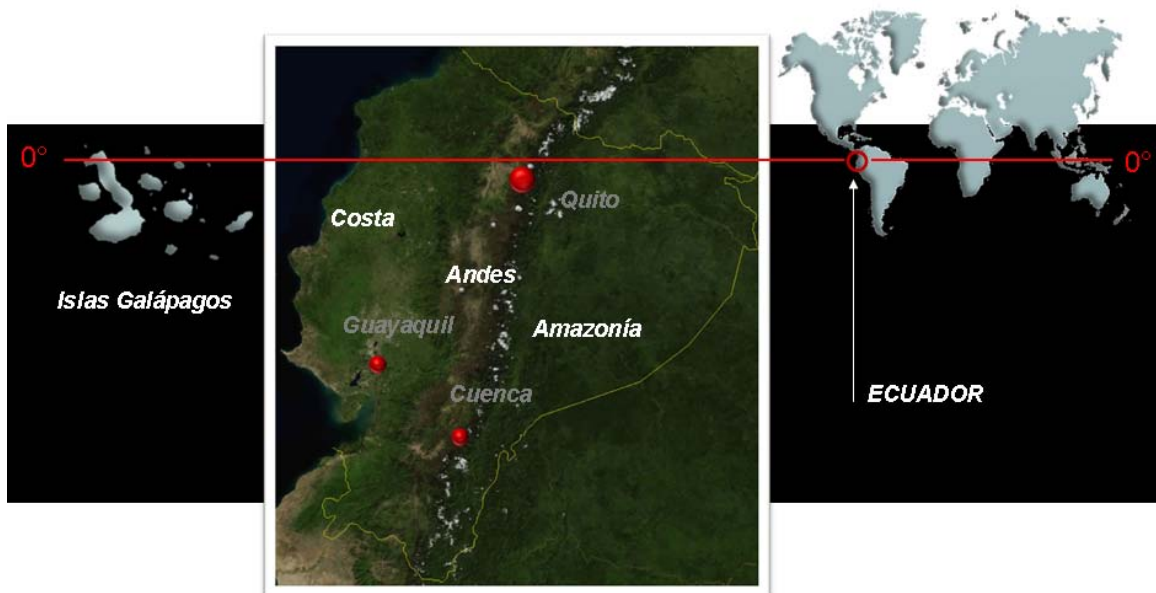 0°
0°
Quito
Costa
Andes
Islas Galápagos
Guayaquil
Amazonía
Cuenca
ECUADOR